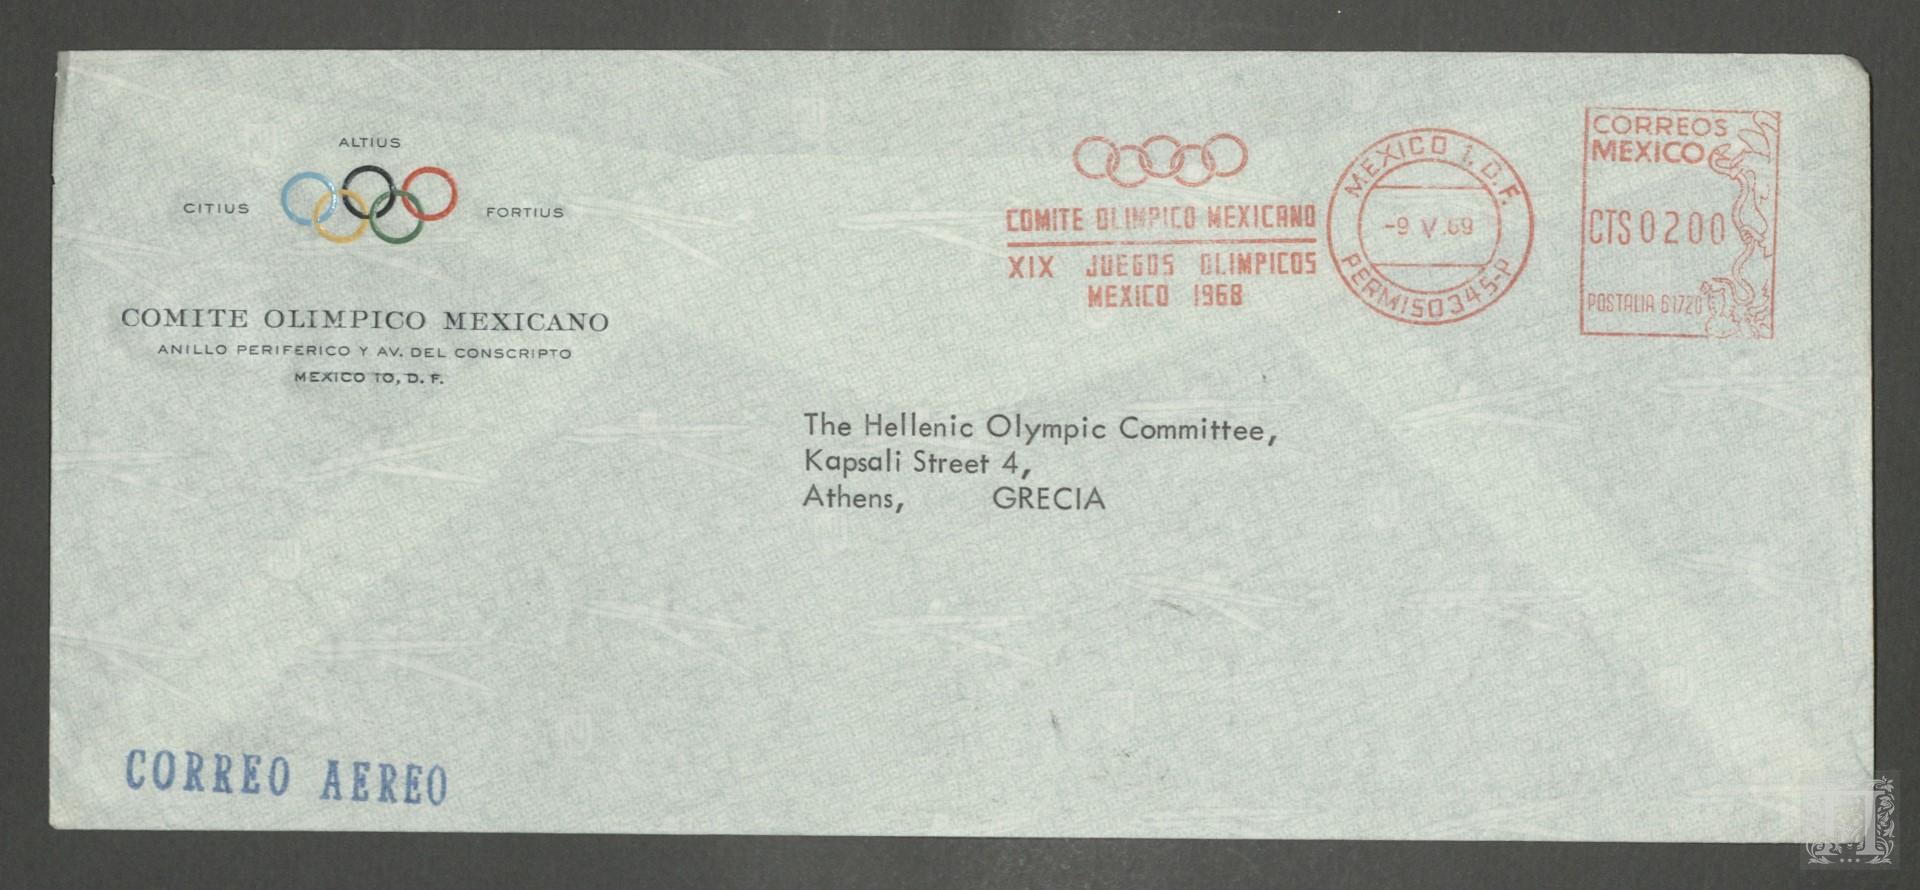 ALTIUS
CITIUS
FORTIUS
COMITE OLIMPICO MEXICANO
ANILLO PERIFERICO Y AV. DEL CONSCRIPTO
MEXICO 10, D. F.
COMITE OLIMPICO MEXICANO
XIX JUEGOS OLIMPICOS
MEXICO 1968
MEXICO 1. D. F.
-9 V.69
PERMISO 345-P
CORREOS
MEXICO
CTS 0200
POSTALIA 61720
The Hellenic Olympic Committee,
Kapsali Street 4,
Athens, GRECIA
CORREO AEREO